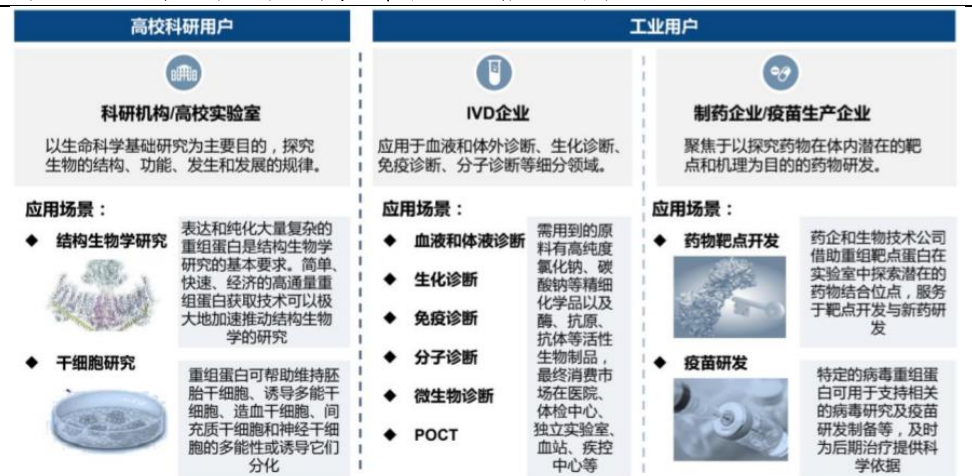 高校科研用户
科研机构/高校实验室
以生命科学基础研究为主要目的，探究
生物的结构、功能、发生和发展的规律。
应用场景：
◆ 结构生物学研究
表达和纯化大量复杂的
重组蛋白是结构生物学
研究的基本要求。简单、
快速、经济的高通量重
组蛋白获取技术可以极
大地加速推动结构生物
学的研究
◆ 干细胞研究
重组蛋白可帮助维持胚
胎干细胞、诱导多能干
细胞、造血干细胞、间
充质干细胞和神经干细
胞的多能性或诱导它们
分化
工业用户
IVD企业
应用于血液和体外诊断、生化诊断、
免疫诊断、分子诊断等细分领域。
应用场景：
◆ 血液和体液诊断
◆ 生化诊断
◆ 免疫诊断
◆ 分子诊断
◆ 微生物诊断
◆ POCT
需用到的原
料有高纯度
氯化钠、碳
酸钠等精细
化学品以及
酶、抗原、
抗体等活性
生物制品，
最终消费市
场在医院、
体检中心、
独立实验室、
血站、疾控
中心等
制药企业/疫苗生产企业
聚焦于以探究药物在体内潜在的靶
点和机理为目的的药物研发。
应用场景：
◆ 药物靶点开发
药企和生物技术公司
借助重组靶点蛋白在
实验室中探索潜在的
药物结合位点，服务
于靶点开发与新药研
发
◆ 疫苗研发
特定的病毒重组蛋
白可用于支持相关
的病毒研究及疫苗
研发制备等，及时
为后期治疗提供科
学依据